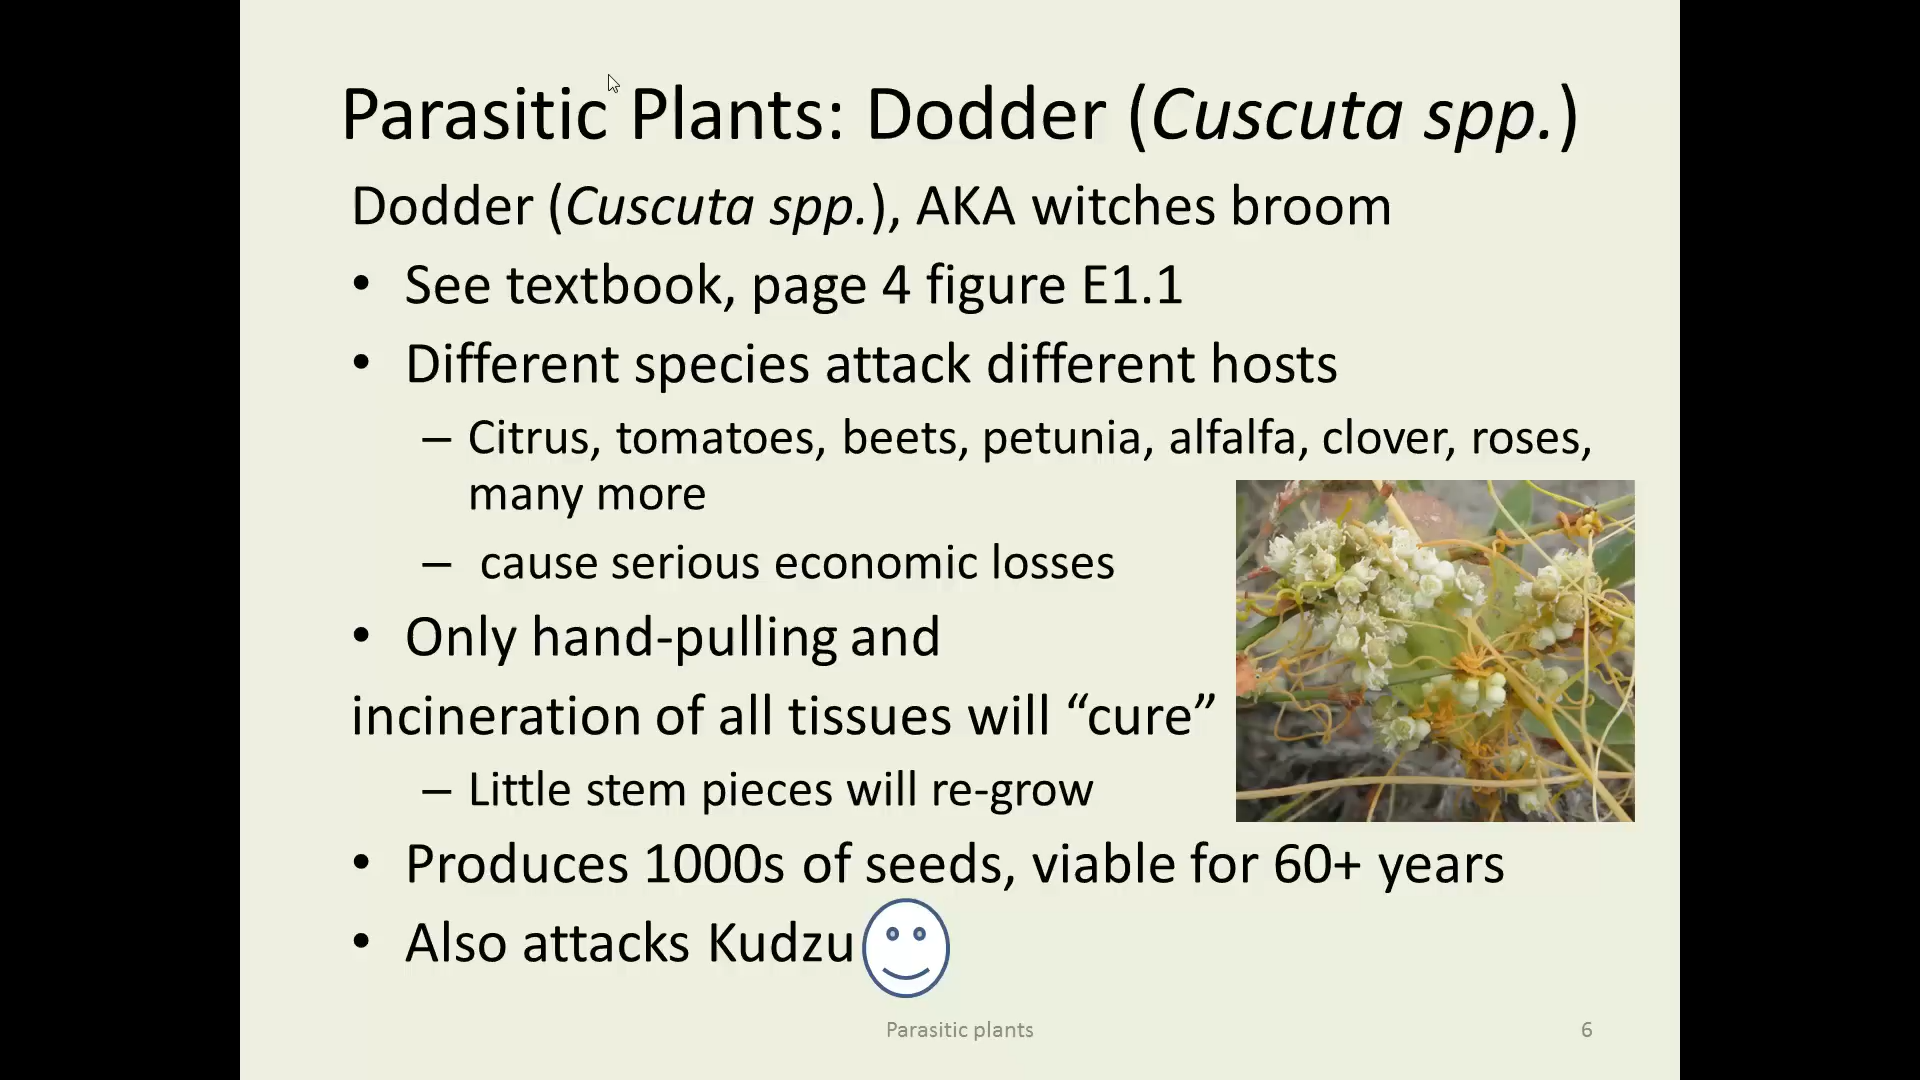 Parasitic Plants: Dodder (Cuscuta spp.)
Dodder (Cuscuta spp.), AKA witches broom
• See textbook, page 4 figure E1.1
• Different species attack different hosts
– Citrus, tomatoes, beets, petunia, alfalfa, clover, roses,
many more
– cause serious economic losses
• Only hand-pulling and
incineration of all tissues will “cure”
– Little stem pieces will re-grow
• Produces 1000s of seeds, viable for 60+ years
• Also attacks Kudzu
Parasitic plants
6